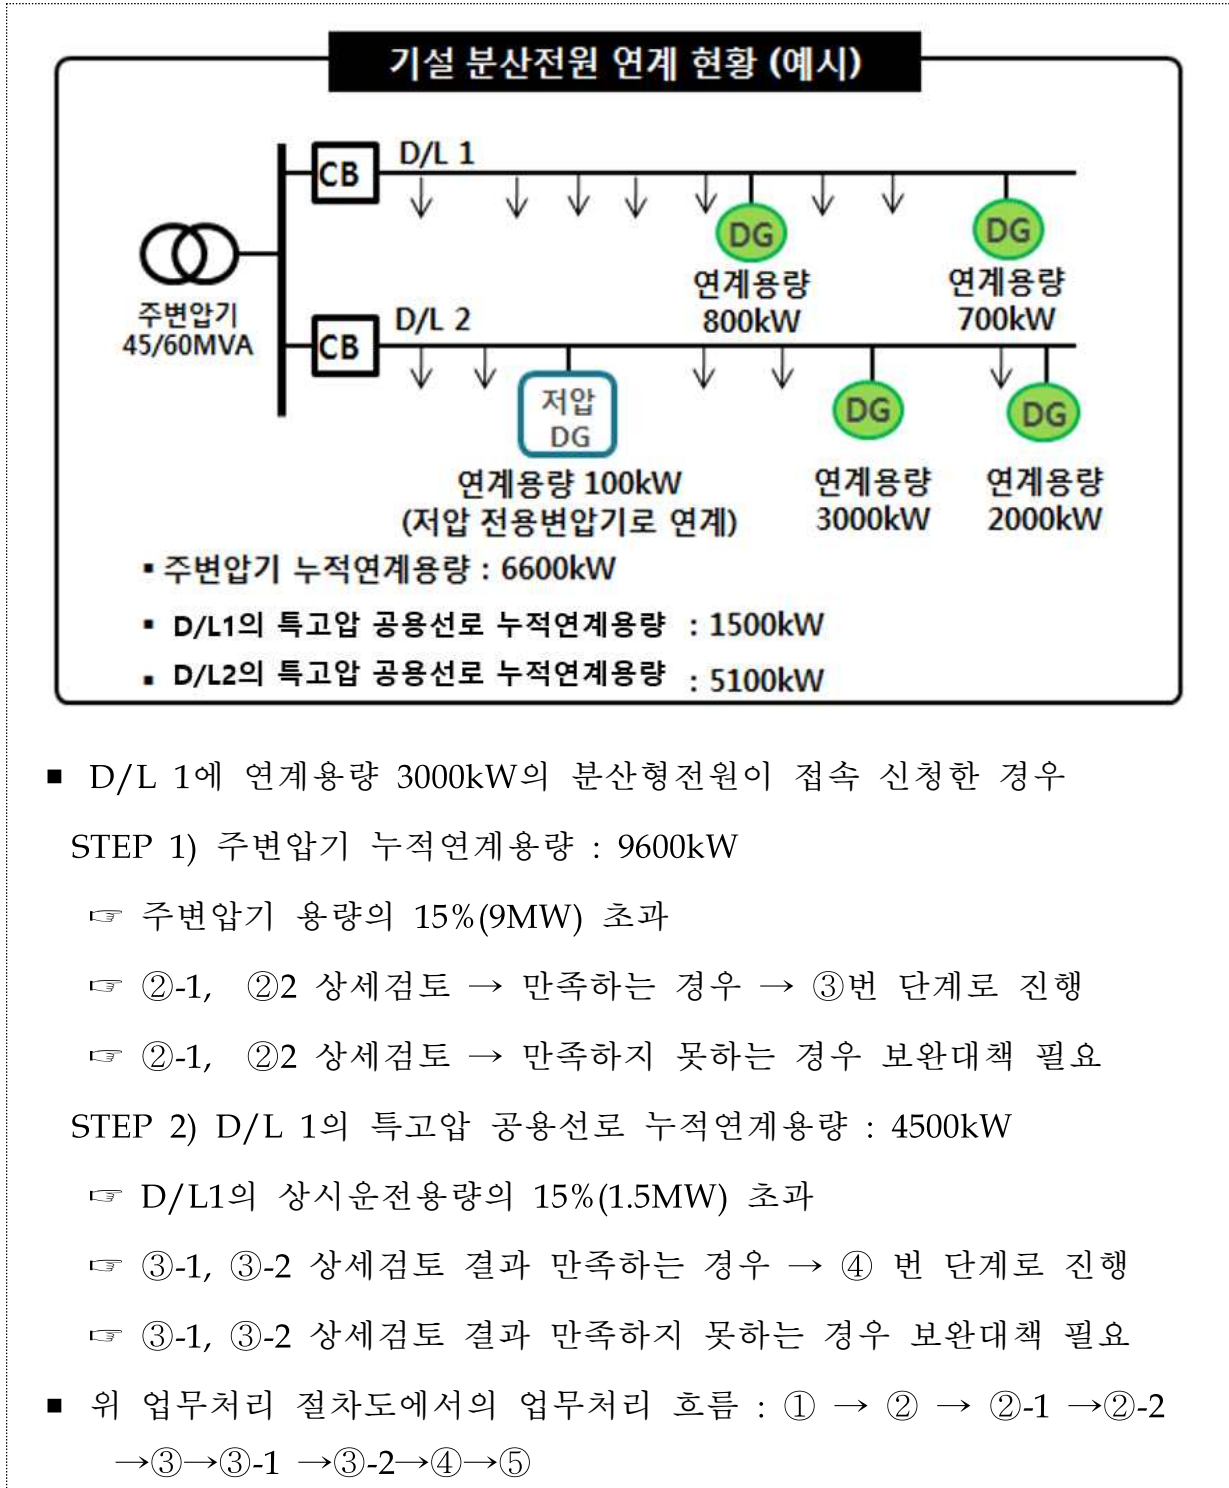 기설 분산전원 연계 현황 (예시)
CB
D/L 1
DG
연계용량
800kW
DG
연계용량
700kW
주변압기
45/60MVA
CB
D/L 2
저압
DG
연계용량 100kW
(저압 전용변압기로 연계)
DG
연계용량
3000kW
DG
연계용량
2000kW
▪ 주변압기 누적연계용량 : 6600kW
▪ D/L1의 특고압 공용선로 누적연계용량 : 1500kW
▪ D/L2의 특고압 공용선로 누적연계용량 : 5100kW
■ D/L 1에 연계용량 3000kW의 분산형전원이 접속 신청한 경우
STEP 1) 주변압기 누적연계용량 : 9600kW
☞ 주변압기 용량의 15%(9MW) 초과
☞ ②-1, ②2 상세검토 → 만족하는 경우 → ③번 단계로 진행
☞ ②-1, ②2 상세검토 → 만족하지 못하는 경우 보완대책 필요
STEP 2) D/L 1의 특고압 공용선로 누적연계용량 : 4500kW
☞ D/L1의 상시운전용량의 15%(1.5MW) 초과
☞ ③-1, ③-2 상세검토 결과 만족하는 경우 → ④ 번 단계로 진행
☞ ③-1, ③-2 상세검토 결과 만족하지 못하는 경우 보완대책 필요
■ 위 업무처리 절차도에서의 업무처리 흐름 : ① → ② → ②-1 →②-2
→③→③-1 →③-2→④→⑤